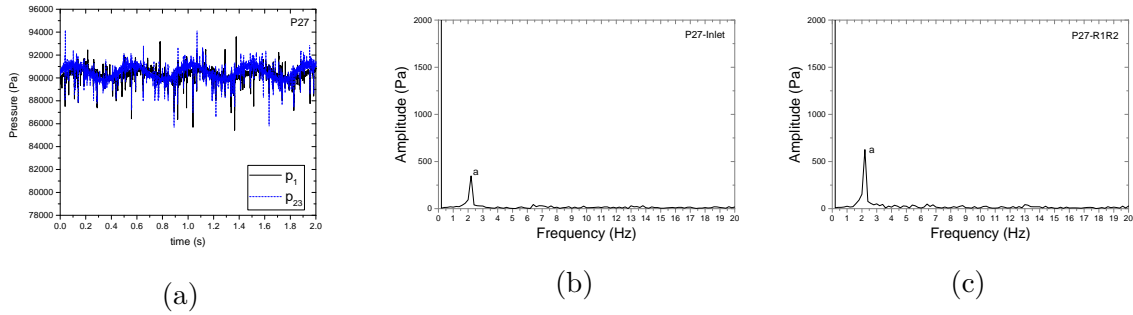 P27
Pressure (Pa)
96000
94000
92000
90000
88000
86000
84000
82000
80000
78000
0.0 0.2 0.4 0.6 0.8 1.0 1.2 1.4 1.6 1.8 2.0
time (s)
p1
p23
(a)
P27-Inlet
Amplitude (Pa)
2000
1500
1000
500
0
a
0 1 2 3 4 5 6 7 8 9 10 11 12 13 14 15 16 17 18 19 20
Frequency (Hz)
(b)
P27-R1R2
Amplitude (Pa)
2000
1500
1000
500
0
a
0 1 2 3 4 5 6 7 8 9 10 11 12 13 14 15 16 17 18 19 20
Frequency (Hz)
(c)